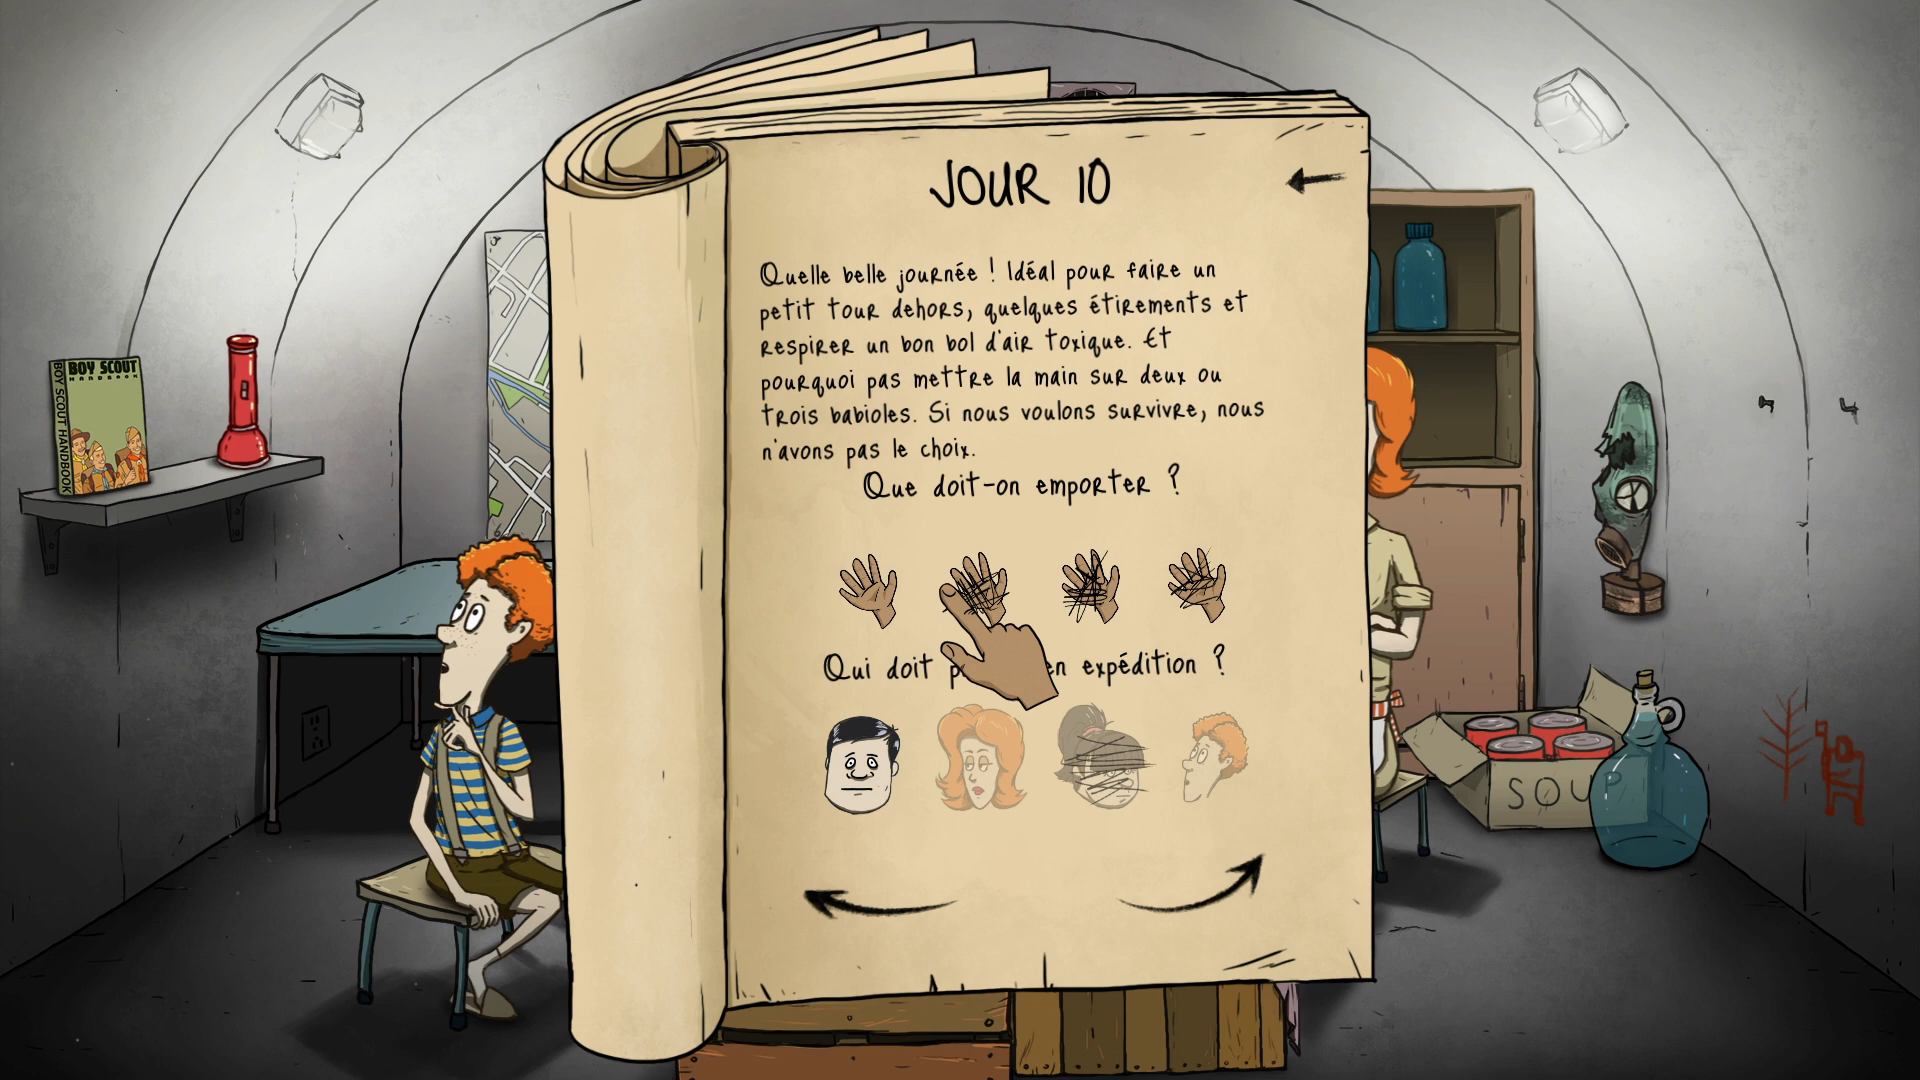 JOUR 10
Quelle belle journée ! Idéal pour faire un
petit tour dehors, quelques étirements et
respirer un bon bol d'air toxique. Et
pourquoi pas mettre la main sur deux ou
trois babioles. Si nous voulons survivre, nous
n'avons pas le choix.
Que doit-on emporter ?
Qui doit en expédition ?
BOY SCOUT
HANDBOOK
BOY SCOUT HANDBOOK
SOUP